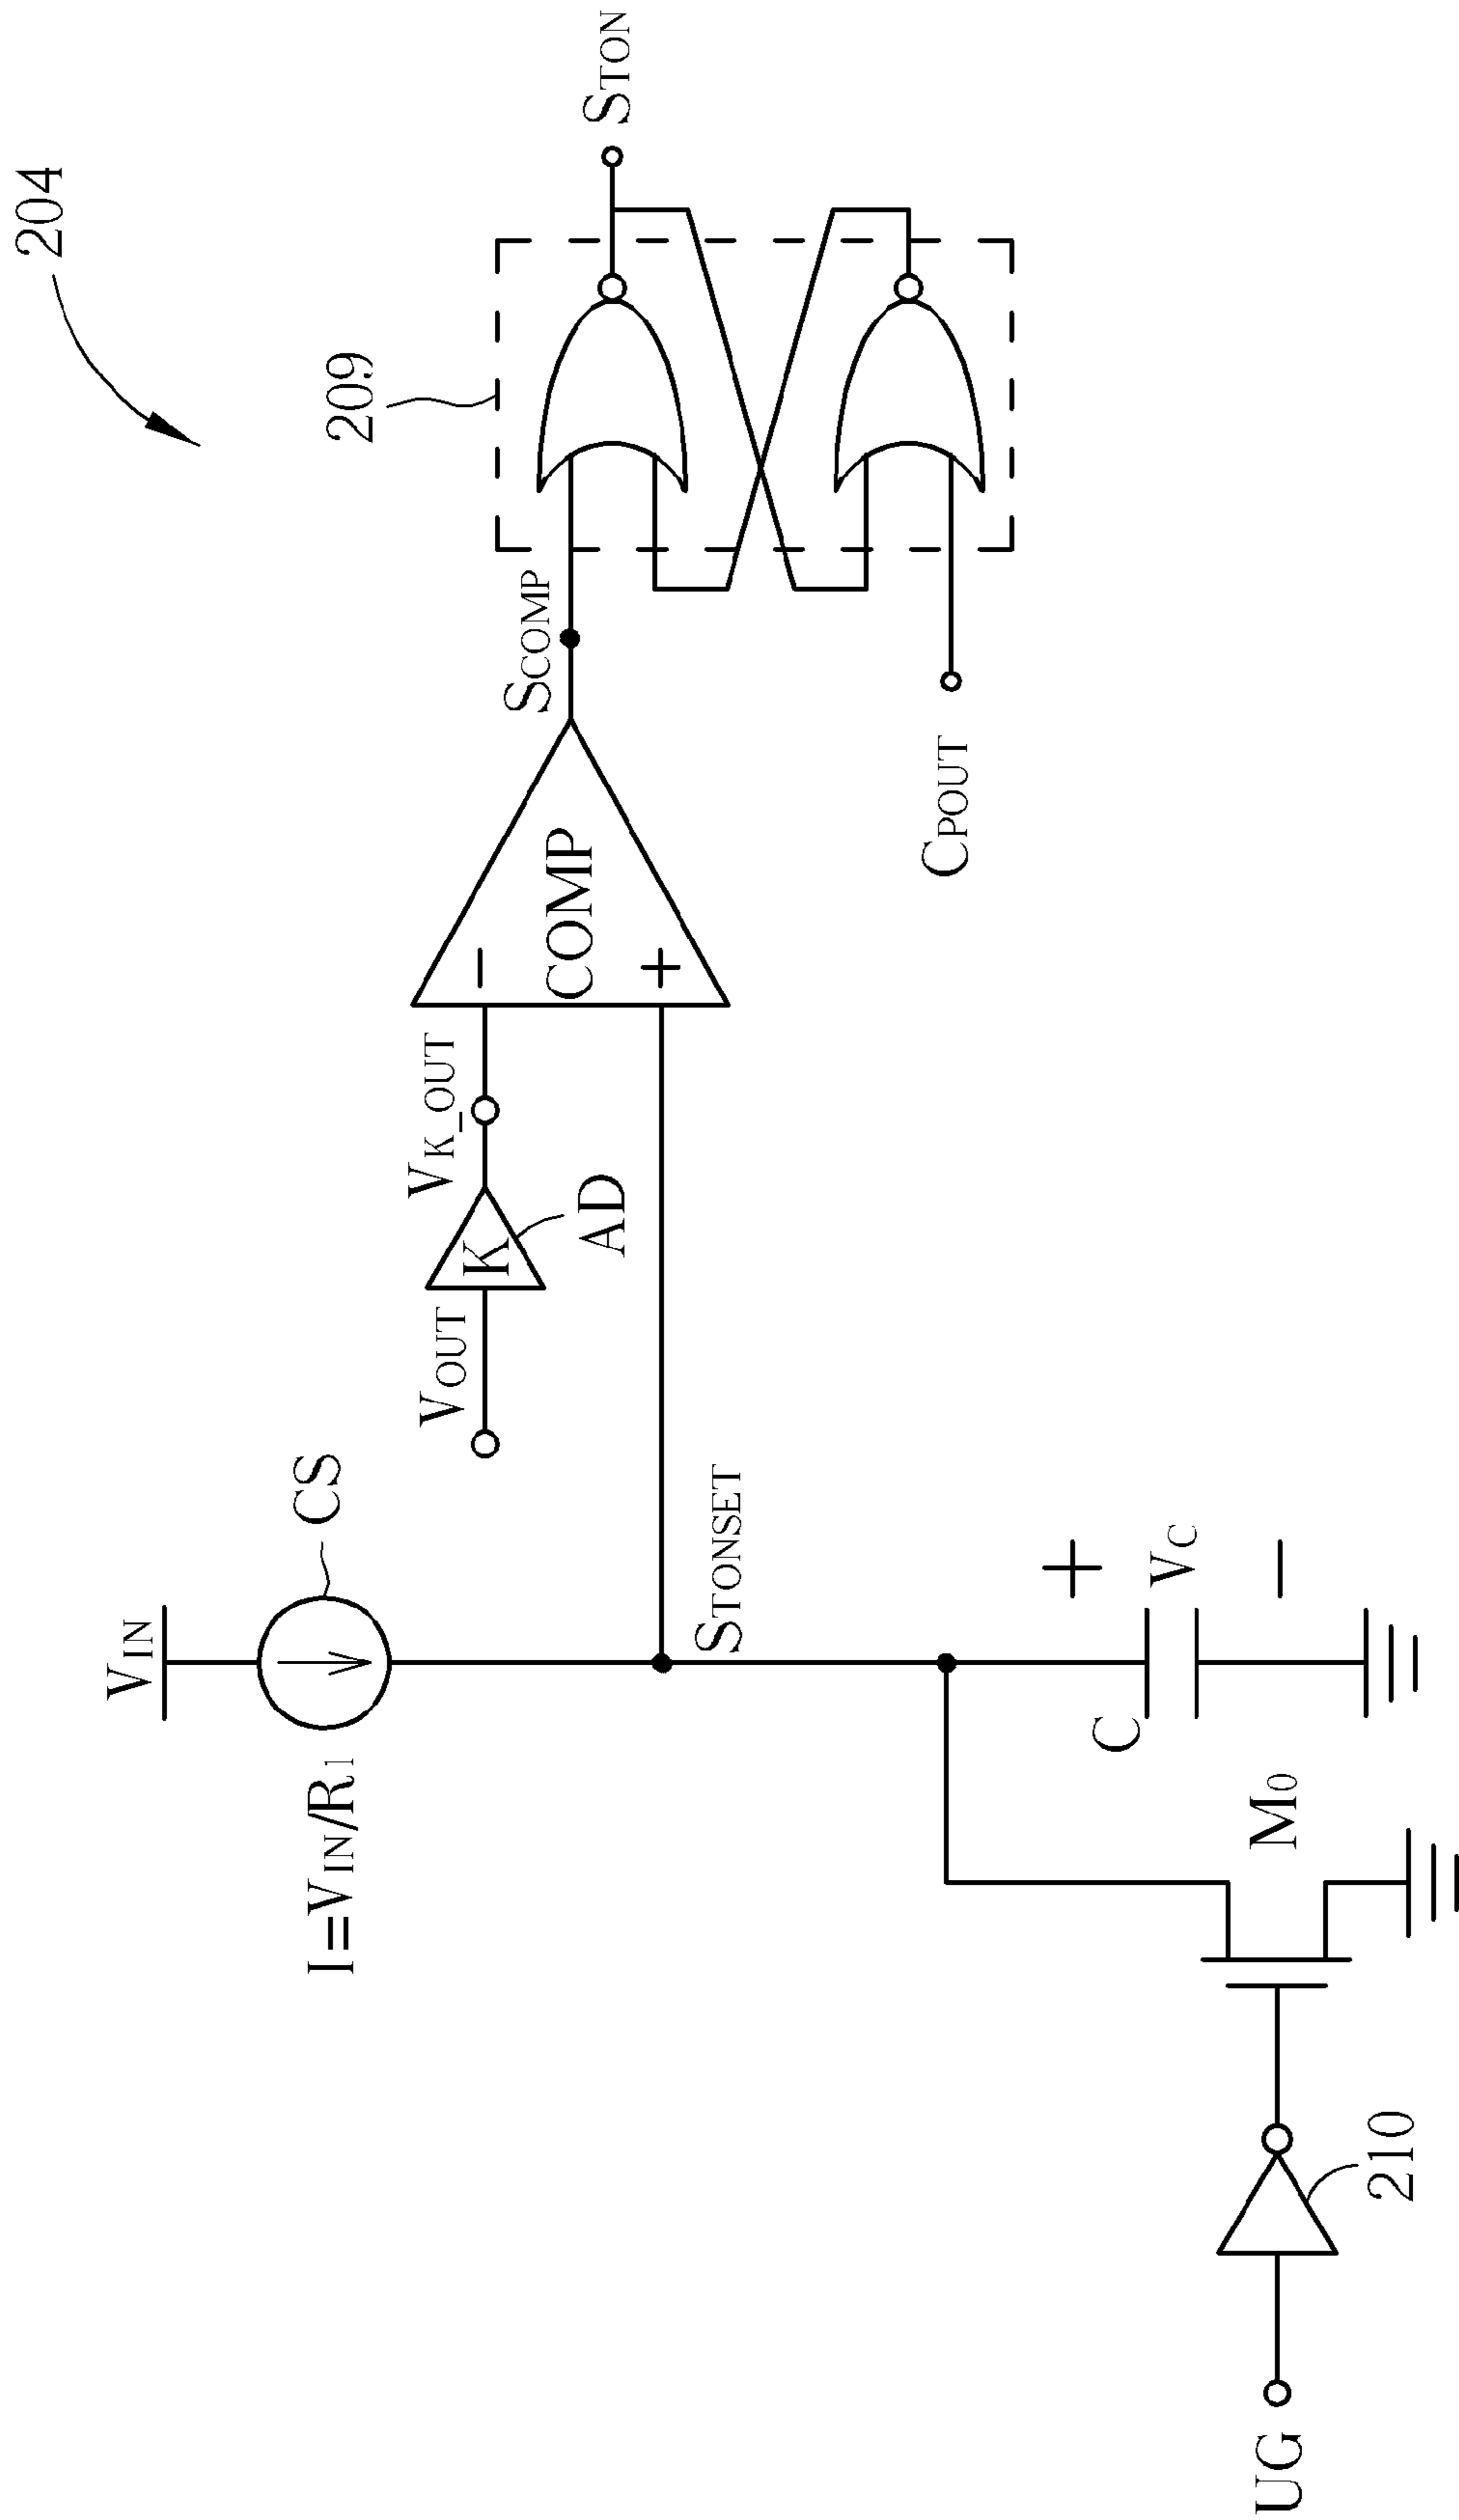 204
209
STON
VIN
I=VIN/R1
CS
VOUT
K
AD
VK_OUT
−
COMP
+
SCOMP
STONSET
CPOUT
UG
210
M0
C
+
VC
−